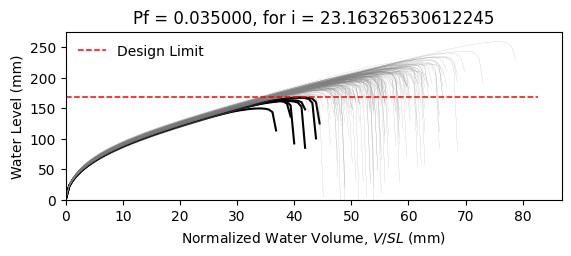 Pf = 0.035000, for i = 23.16326530612245
Water Level (mm)
250
200
150
100
50
0
Design Limit
0 10 20 30 40 50 60 70 80
Normalized Water Volume, V/SL (mm)